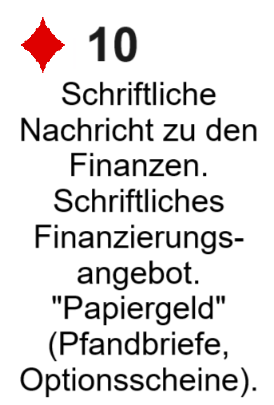 ♦ 10
Schriftliche
Nachricht zu den
Finanzen.
Schriftliches
Finanzierungs-
angebot.
"Papiergeld"
(Pfandbriefe,
Optionsscheine).